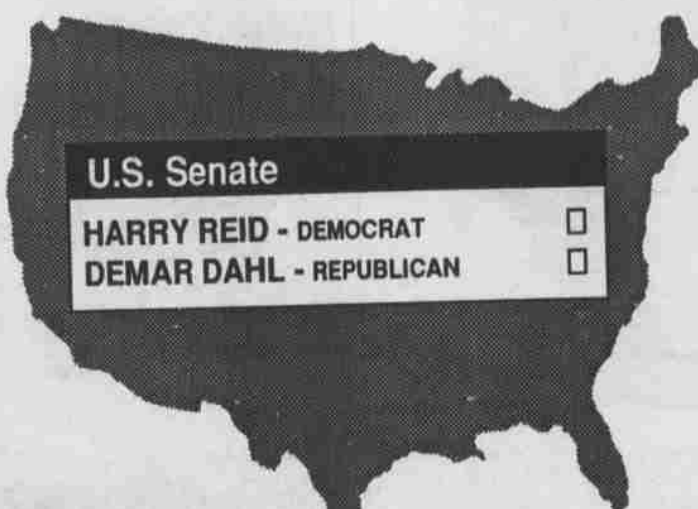 U.S. Senate
HARRY REID - DEMOCRAT
DEMAR DAHL - REPUBLICAN